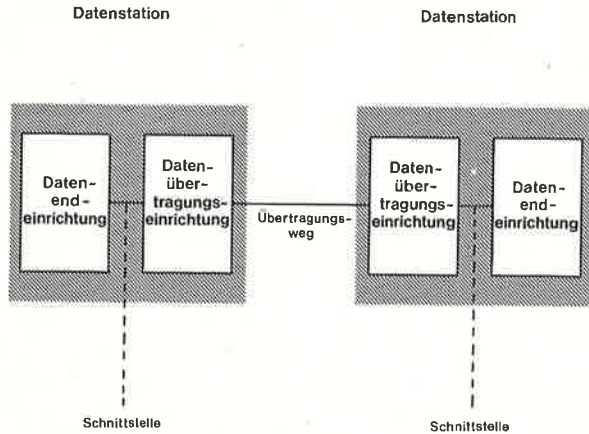 Datenstation
Datenstation
Daten-
end-
einrichtung
Daten-
über-
tragungs-
einrichtung
Übertragungs-
weg
Daten-
über-
tragungs-
einrichtung
Daten-
end-
einrichtung
Schnittstelle
Schnittstelle